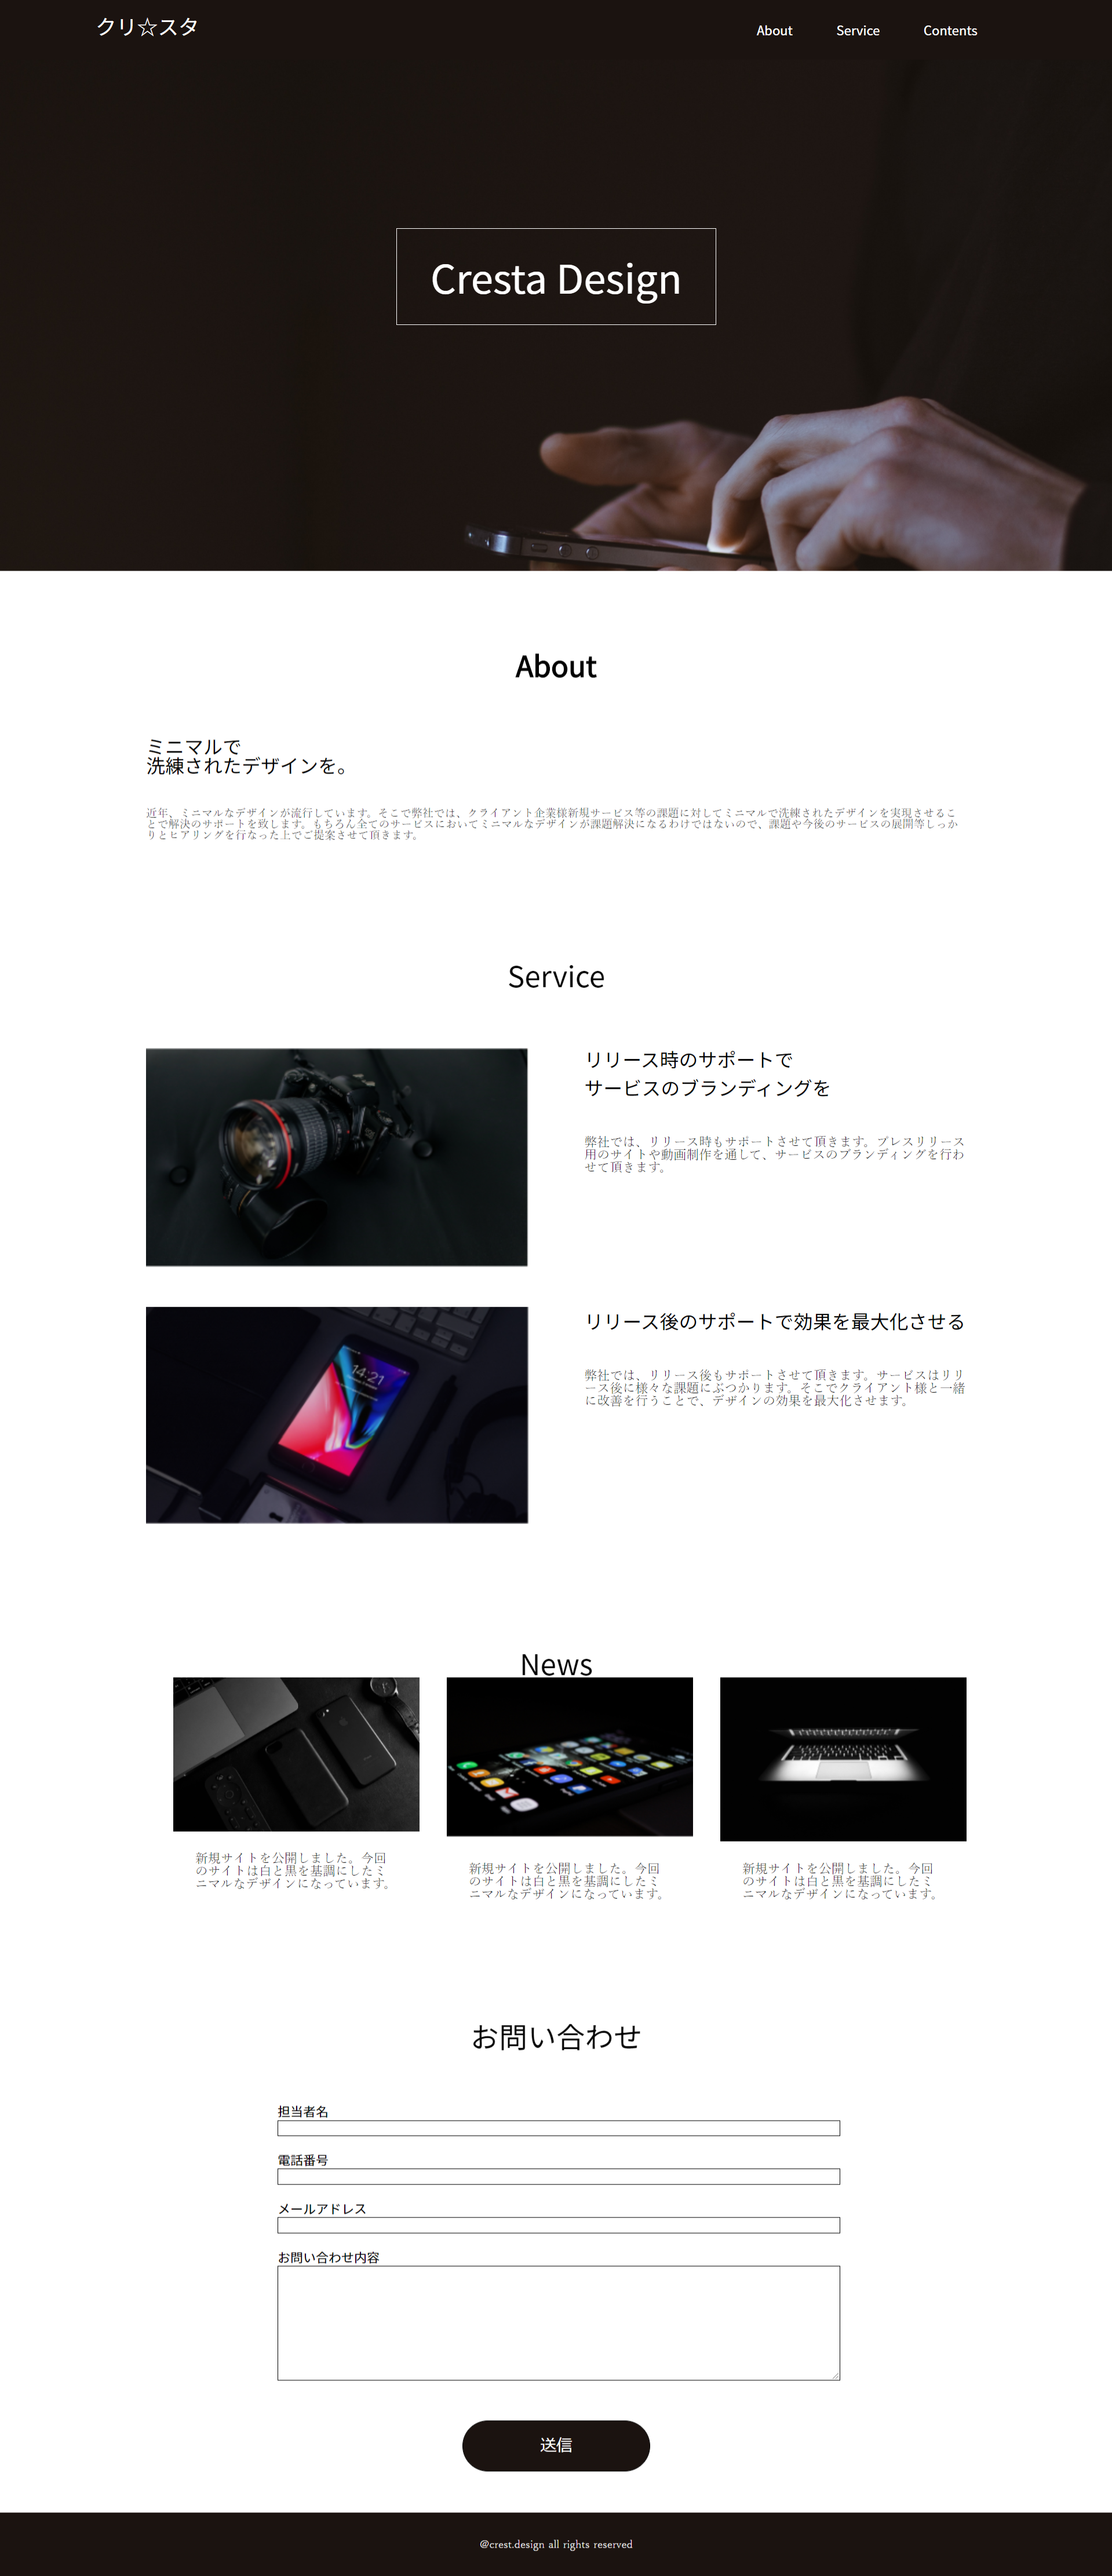 クリ☆スタ
About Service Contents
Cresta Design
About
ミニマルで
洗練されたデザインを。
近年、ミニマルなデザインが流行しています。そこで弊社では、クライアント企業様新規サービス等の課題に対してミニマルで洗練されたデザインを実現させるこ
とで解決のサポートを致します。もちろん全てのサービスにおいてミニマルなデザインが課題解決になるわけではないので、課題や今後のサービスの展開等しっか
りとヒアリングを行なった上でご提案させて頂きます。
Service
リリース時のサポートで
サービスのブランディングを
弊社では、リリース時もサポートさせて頂きます。プレスリリース
用のサイトや動画制作を通して、サービスのブランディングを行わ
せて頂きます。
14:21
リリース後のサポートで効果を最大化させる
弊社では、リリース後もサポートさせて頂きます。サービスはリリ
ース後に様々な課題にぶつかります。そこでクライアント様と一緒
に改善を行うことで、デザインの効果を最大化させます。
News
新規サイトを公開しました。今回
のサイトは白と黒を基調にしたミ
ニマルなデザインになっています。
新規サイトを公開しました。今回
のサイトは白と黒を基調にしたミ
ニマルなデザインになっています。
新規サイトを公開しました。今回
のサイトは白と黒を基調にしたミ
ニマルなデザインになっています。
お問い合わせ
担当者名
電話番号
メールアドレス
お問い合わせ内容
送信
@crest.design all rights reserved